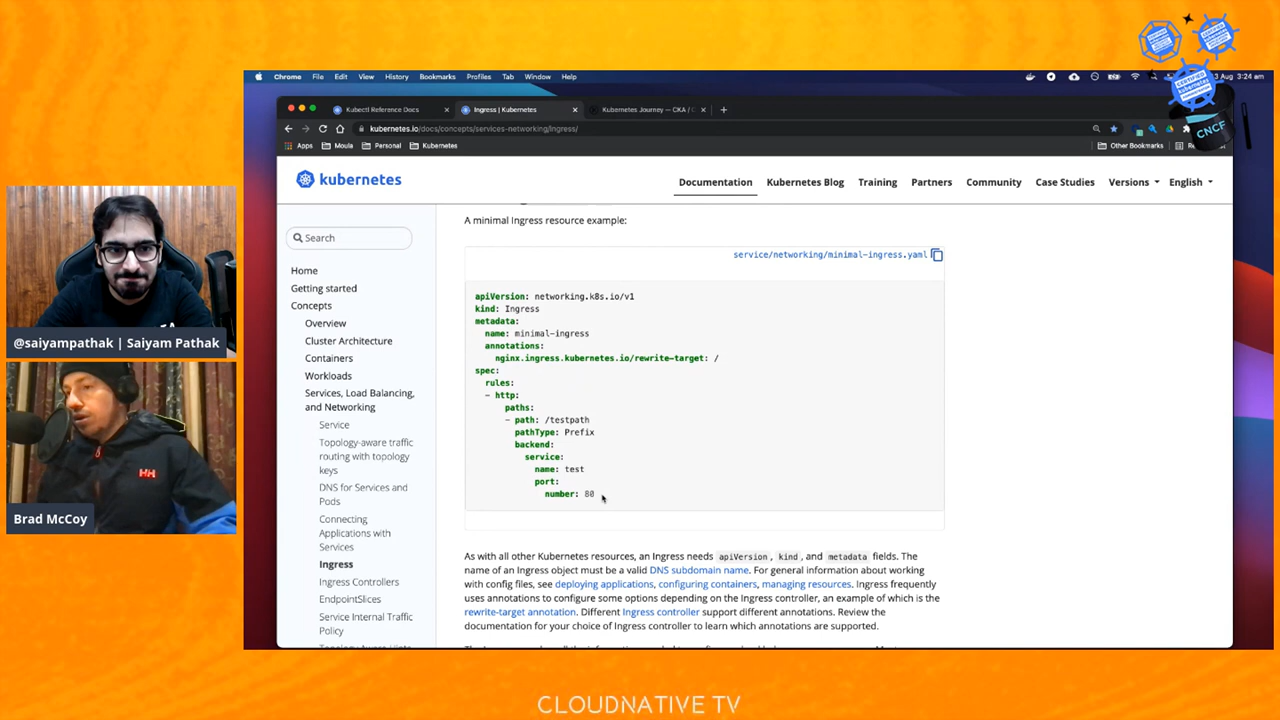 Chrome File Edit View History Bookmarks Profiles Tab Window Help
3 Aug 3:24 am
Kubectl Reference Docs
Ingress | Kubernetes
Kubernetes Journey — CKA / C
kubernetes.io/docs/concepts/services-networking/ingress/
Apps Moula Personal Kubernetes Other Bookmarks
CNCF
kubernetes
Documentation Kubernetes Blog Training Partners Community Case Studies Versions English
Search
Home
Getting started
Concepts
Overview
Cluster Architecture
Containers
Workloads
Services, Load Balancing,
and Networking
Service
Topology-aware traffic
routing with topology
keys
DNS for Services and
Pods
Connecting
Applications with
Services
Ingress
Ingress Controllers
EndpointSlices
Service Internal Traffic
Policy
A minimal Ingress resource example:
service/networking/minimal-ingress.yaml
apiVersion: networking.k8s.io/v1
kind: Ingress
metadata:
name: minimal-ingress
annotations:
nginx.ingress.kubernetes.io/rewrite-target: /
spec:
rules:
- http:
paths:
- path: /testpath
pathType: Prefix
backend:
service:
name: test
port:
number: 80
As with all other Kubernetes resources, an Ingress needs apiVersion, kind, and metadata fields. The
name of an Ingress object must be a valid DNS subdomain name. For general information about working
with config files, see deploying applications, configuring containers, managing resources. Ingress frequently
uses annotations to configure some options depending on the Ingress controller, an example of which is the
rewrite-target annotation. Different Ingress controller support different annotations. Review the
documentation for your choice of Ingress controller to learn which annotations are supported.
@saiyampathak | Saiyam Pathak
HH
Brad McCoy
CLOUDNATIVE TV